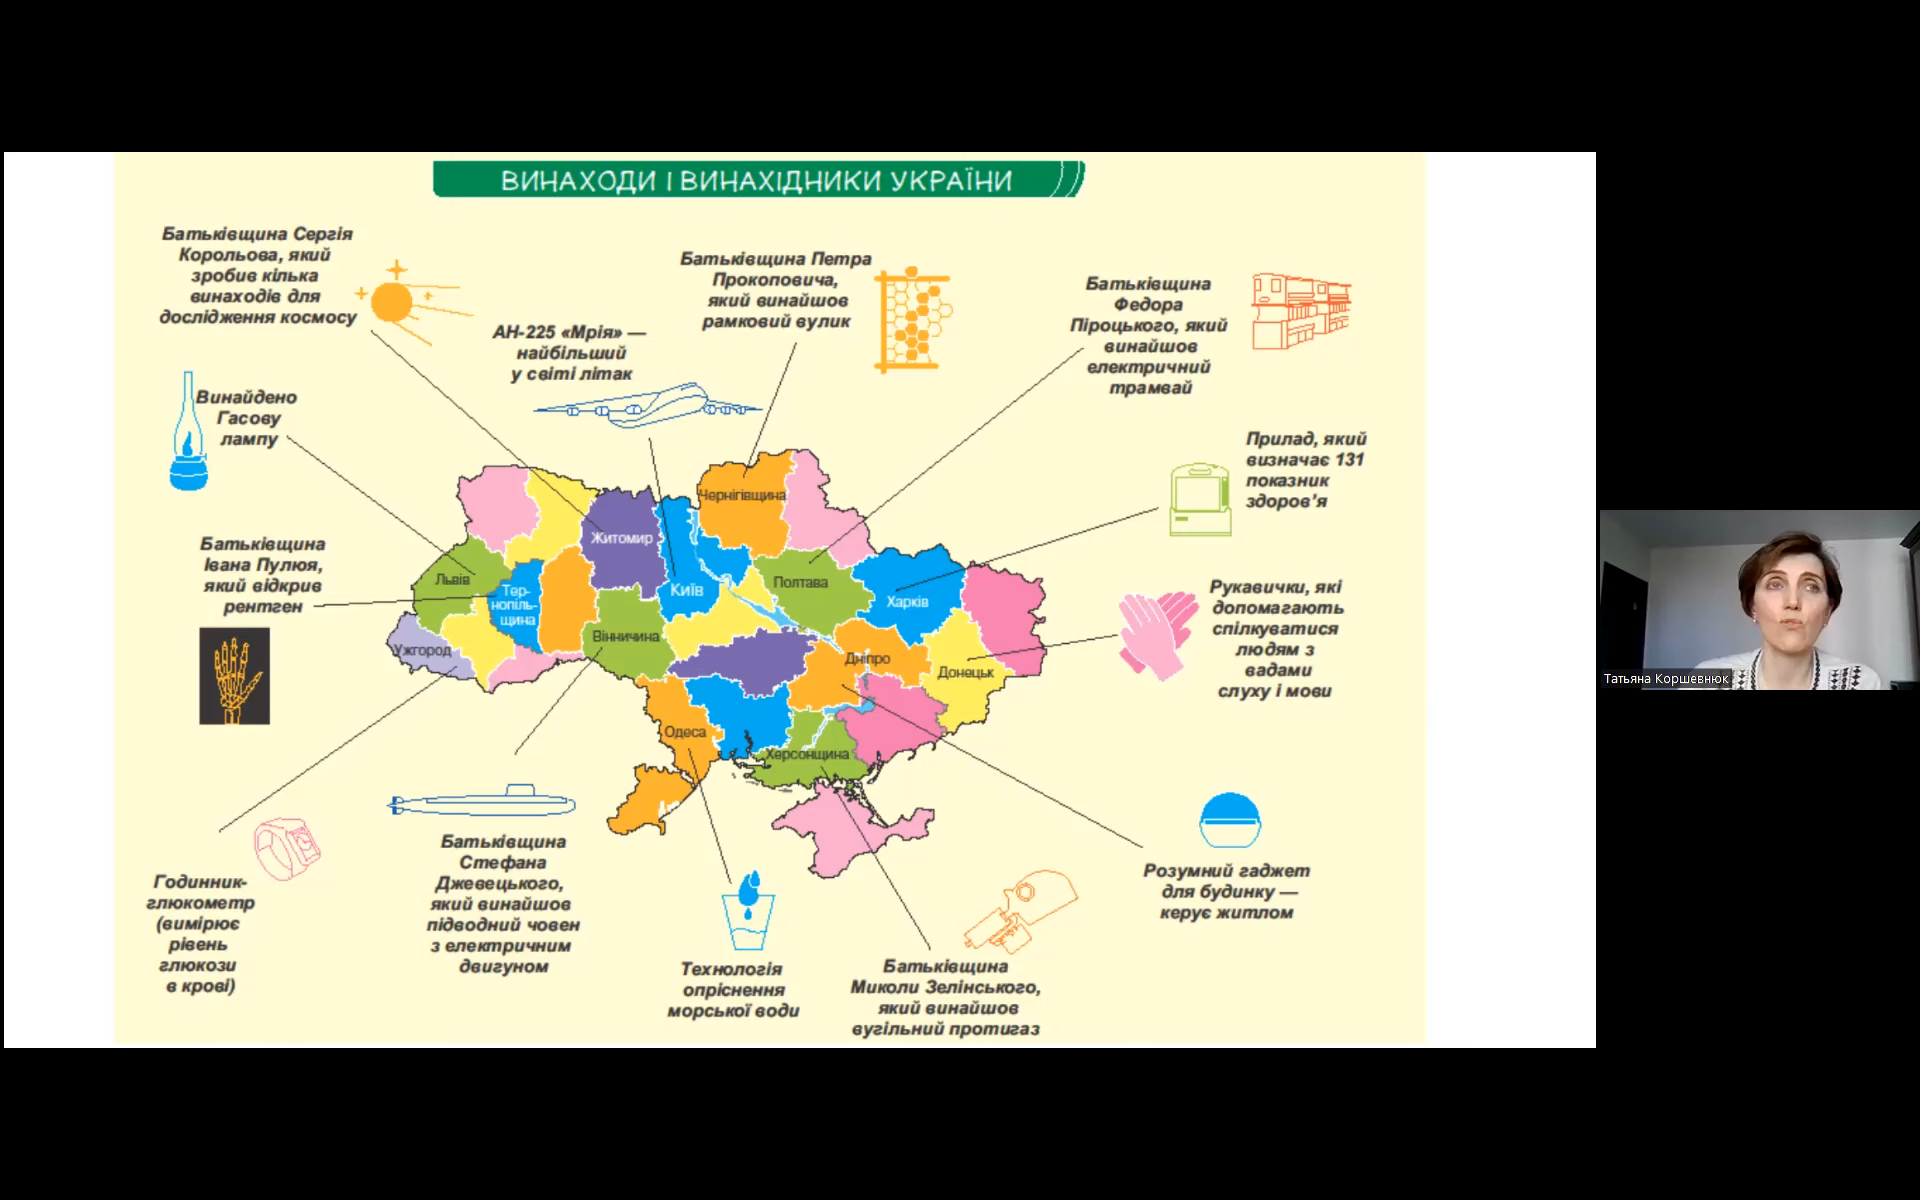 ВИНАХОДИ І ВИНАХІДНИКИ УКРАЇНИ
Батьківщина Сергія
Корольова, який
зробив кілька
винаходів для
дослідження космосу
АН-225 «Мрія» —
найбільший
у світі літак
Батьківщина Петра
Прокоповича,
який винайшов
рамковий вулик
Батьківщина
Федора
Піроцького, який
винайшов
електричний
трамвай
Винайдено
Гасову
лампу
Прилад, який
визначає 131
показник
здоров’я
Батьківщина
Івана Пулюя,
який відкрив
рентген
Рукавички, які
допомагають
спілкуватися
людям з
вадами
слуху і мови
Чернігівщина
Житомир
Київ
Львів
Тер-
нопіль-
щина
Полтава
Харків
Вінничина
Ужгород
Дніпро
Донецьк
Одеса
Херсонщина
Годинник-
глюкометр
(вимірює
рівень
глюкози
в крові)
Батьківщина
Стефана
Джевецького,
який винайшов
підводний човен
з електричним
двигуном
Технологія
опріснення
морської води
Батьківщина
Миколи Зелінського,
який винайшов
вугільний протигаз
Розумний гаджет
для будинку —
керує житлом
Татьяна Коршевнюк